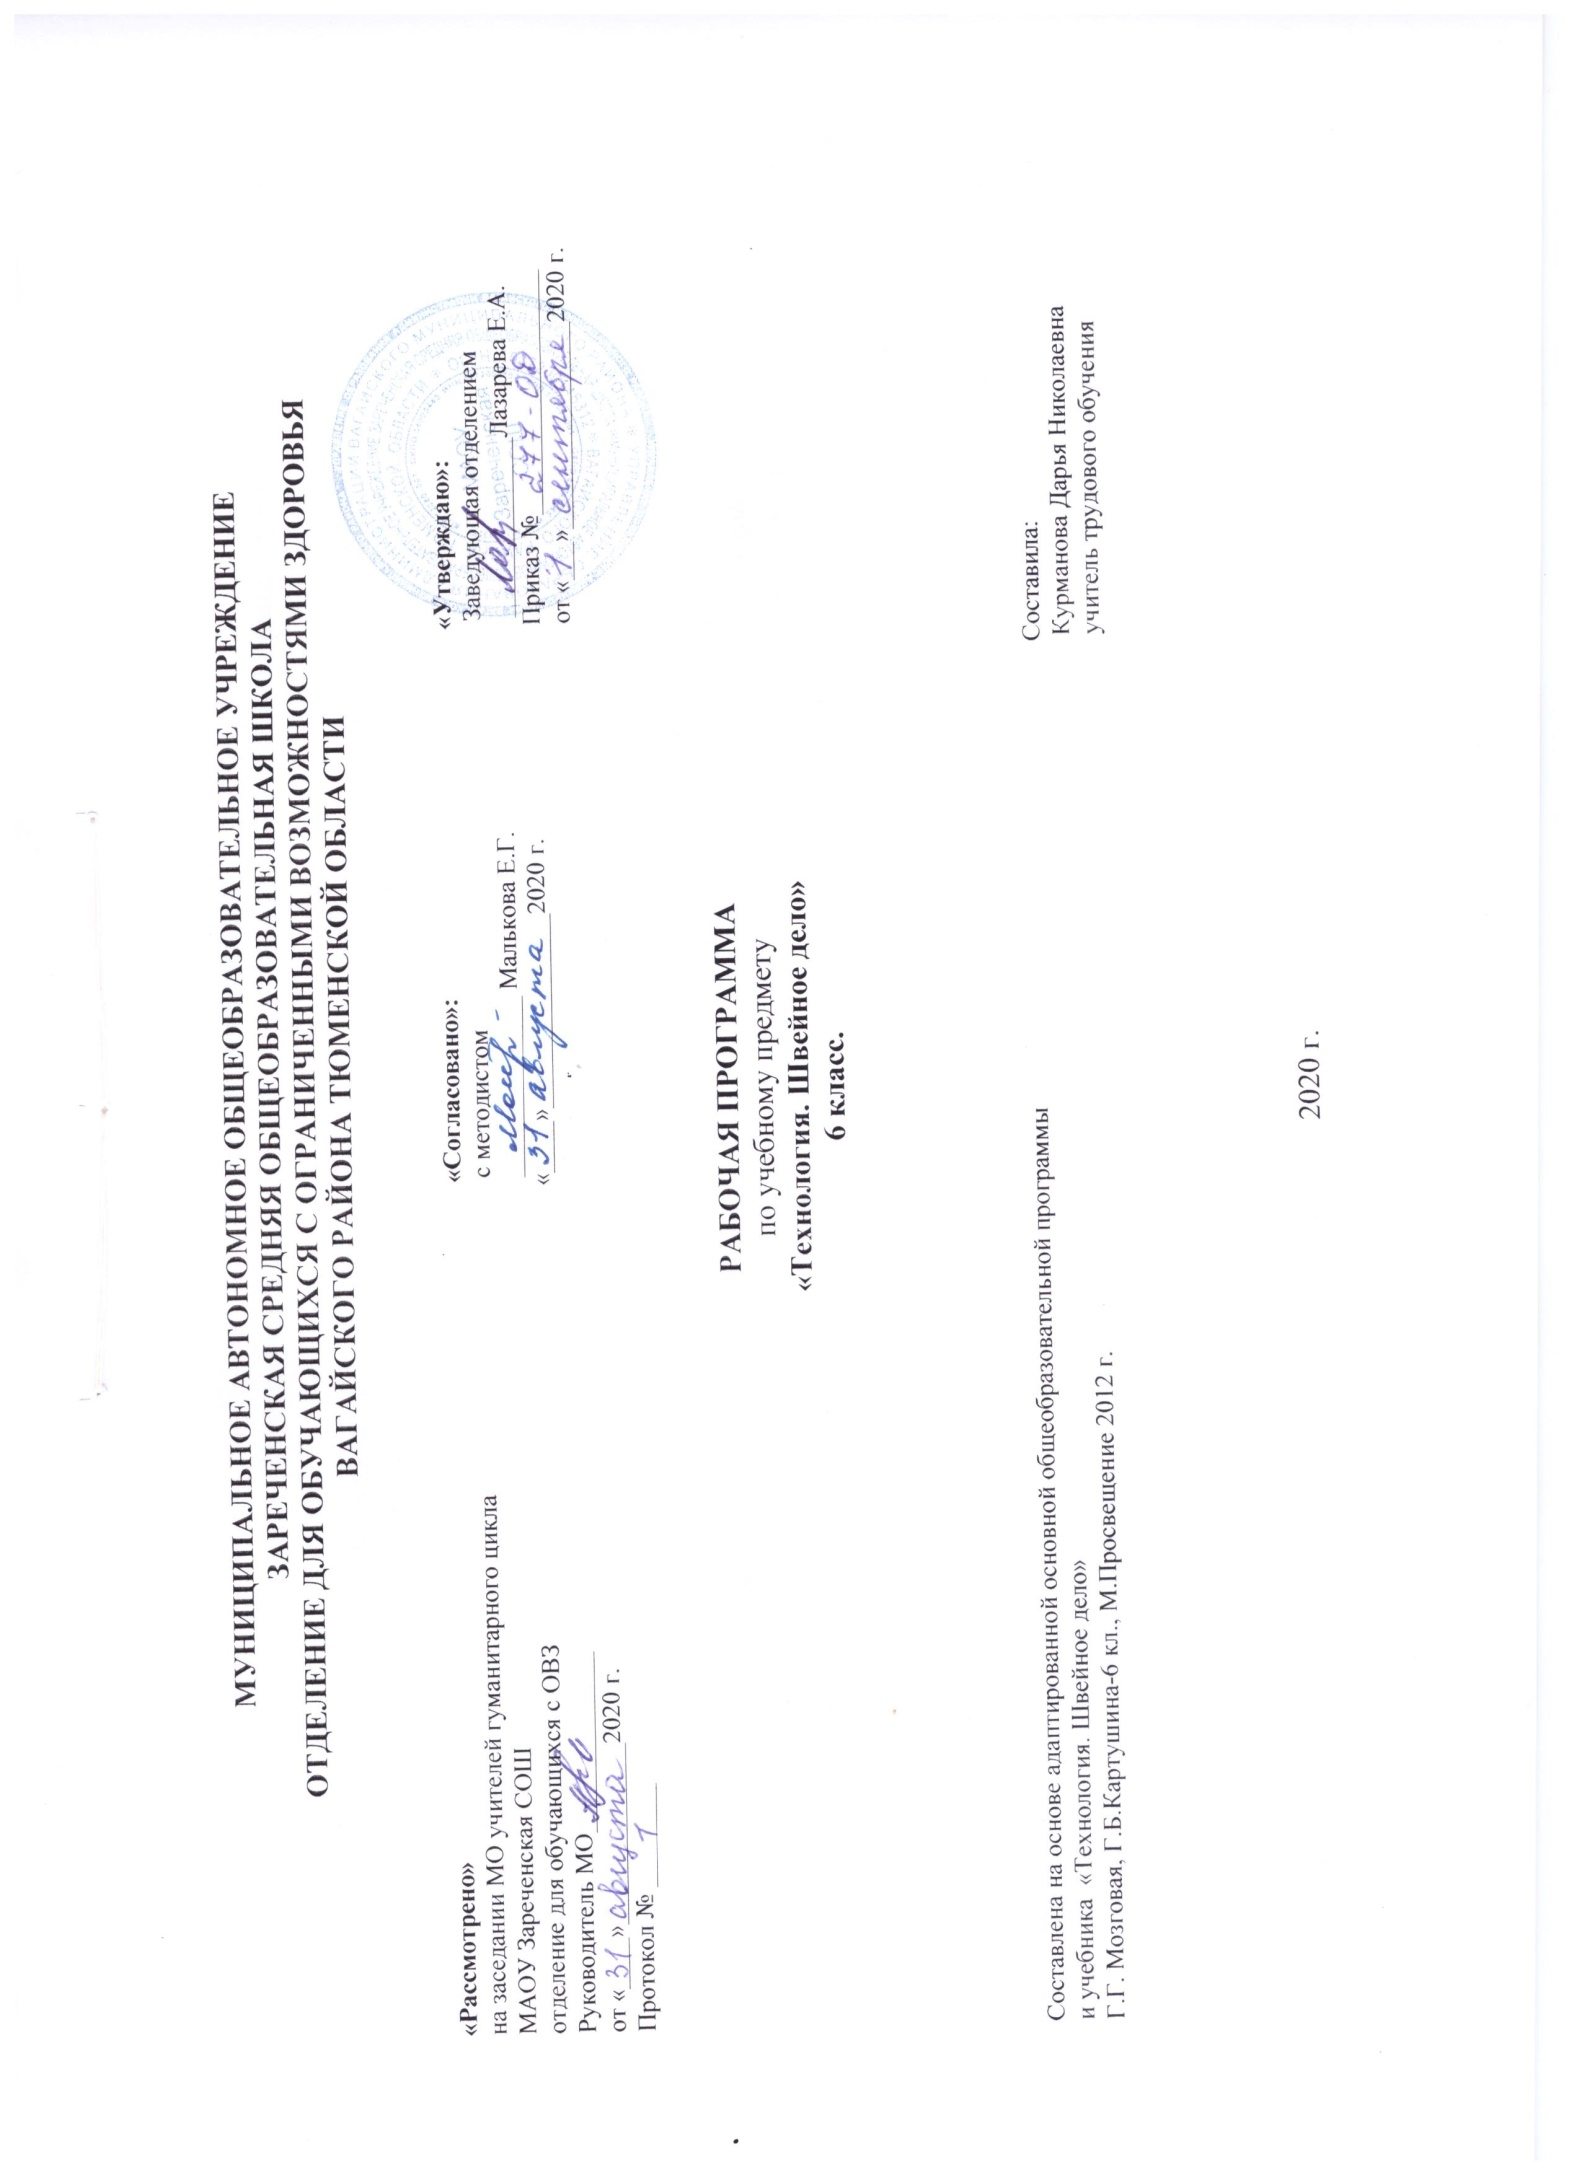 МУНИЦИПАЛЬНОЕ АВТОНОМНОЕ ОБЩЕОБРАЗОВАТЕЛЬНОЕ УЧРЕЖДЕНИЕ
ЗАРЕЧЕНСКАЯ СРЕДНЯЯ ОБЩЕОБРАЗОВАТЕЛЬНАЯ ШКОЛА
ОТДЕЛЕНИЕ ДЛЯ ОБУЧАЮЩИХСЯ С ОГРАНИЧЕННЫМИ ВОЗМОЖНОСТЯМИ ЗДОРОВЬЯ
ВАГАЙСКОГО РАЙОНА ТЮМЕНСКОЙ ОБЛАСТИ
«Рассмотрено»
на заседании МО учителей гуманитарного цикла
МАОУ Зареченская СОШ
отделение для обучающихся с ОВЗ
Руководитель МО
от « 31 » августа 2020 г.
Протокол № 1
«Согласовано»:
с методистом
Малькова Е.Г.
« 31 » августа 2020 г.
«Утверждаю»:
Заведующая отделением
Лазарева Е.А.
Приказ № 277-ОД
от « 1 » сентября 2020 г.
РАБОЧАЯ ПРОГРАММА
по учебному предмету
«Технология. Швейное дело»
6 класс.
Составлена на основе адаптированной основной общеобразовательной программы
и учебника «Технология. Швейное дело»
Г.Г. Мозговая, Г.Б.Картушина-6 кл., М.Просвещение 2012 г.
Составила:
Курманова Дарья Николаевна
учитель трудового обучения
2020 г.